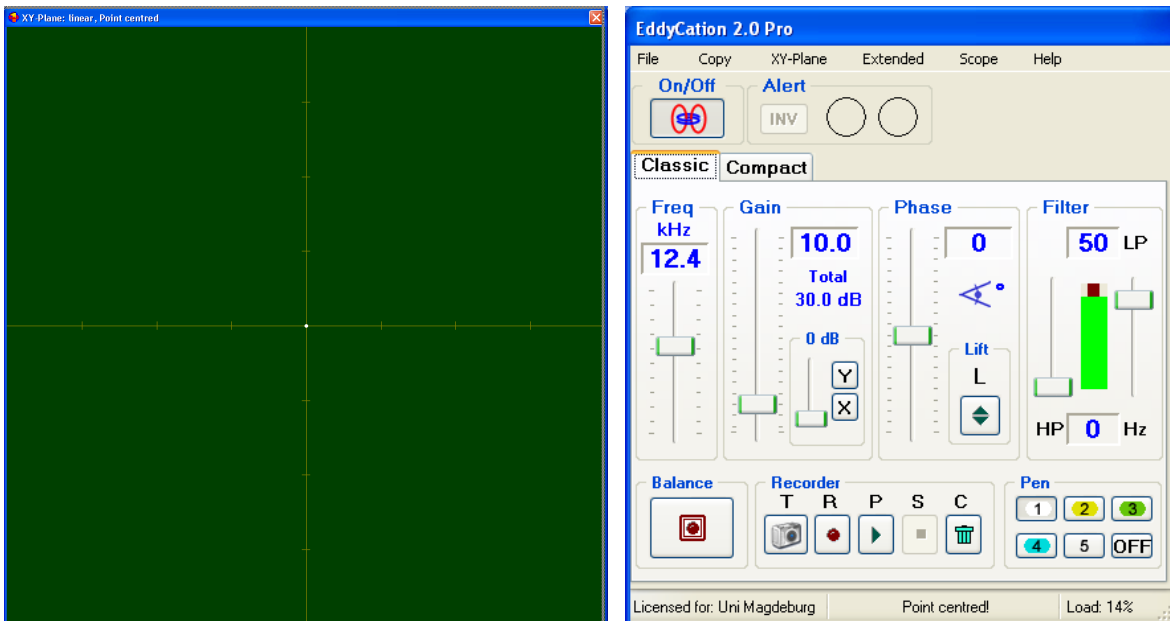 XY-Plane: linear, Point centred
EddyCation 2.0 Pro
File Copy XY-Plane Extended Scope Help
On/Off Alert
INV
Classic Compact
Freq Gain Phase Filter
kHz
12.4 10.0 0 50 LP
Total
30.0 dB
0 dB Lift
Y L
X
HP 0 Hz
Balance Recorder Pen
T R P S C
1 2 3
4 5 OFF
Licensed for: Uni Magdeburg Point centred! Load: 14%